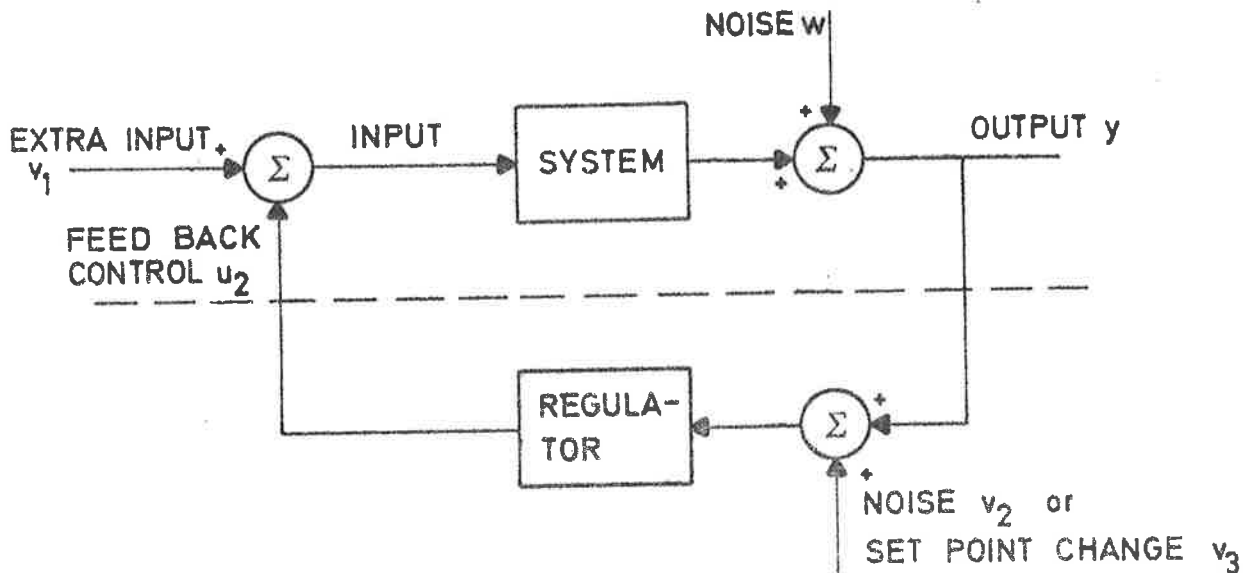 NOISE w
EXTRA INPUT +
v₁
Σ
INPUT
SYSTEM
+
+
Σ
OUTPUT y
FEED BACK
CONTROL u₂
REGULA-
TOR
Σ
+
+
NOISE v₂ or
SET POINT CHANGE v₃